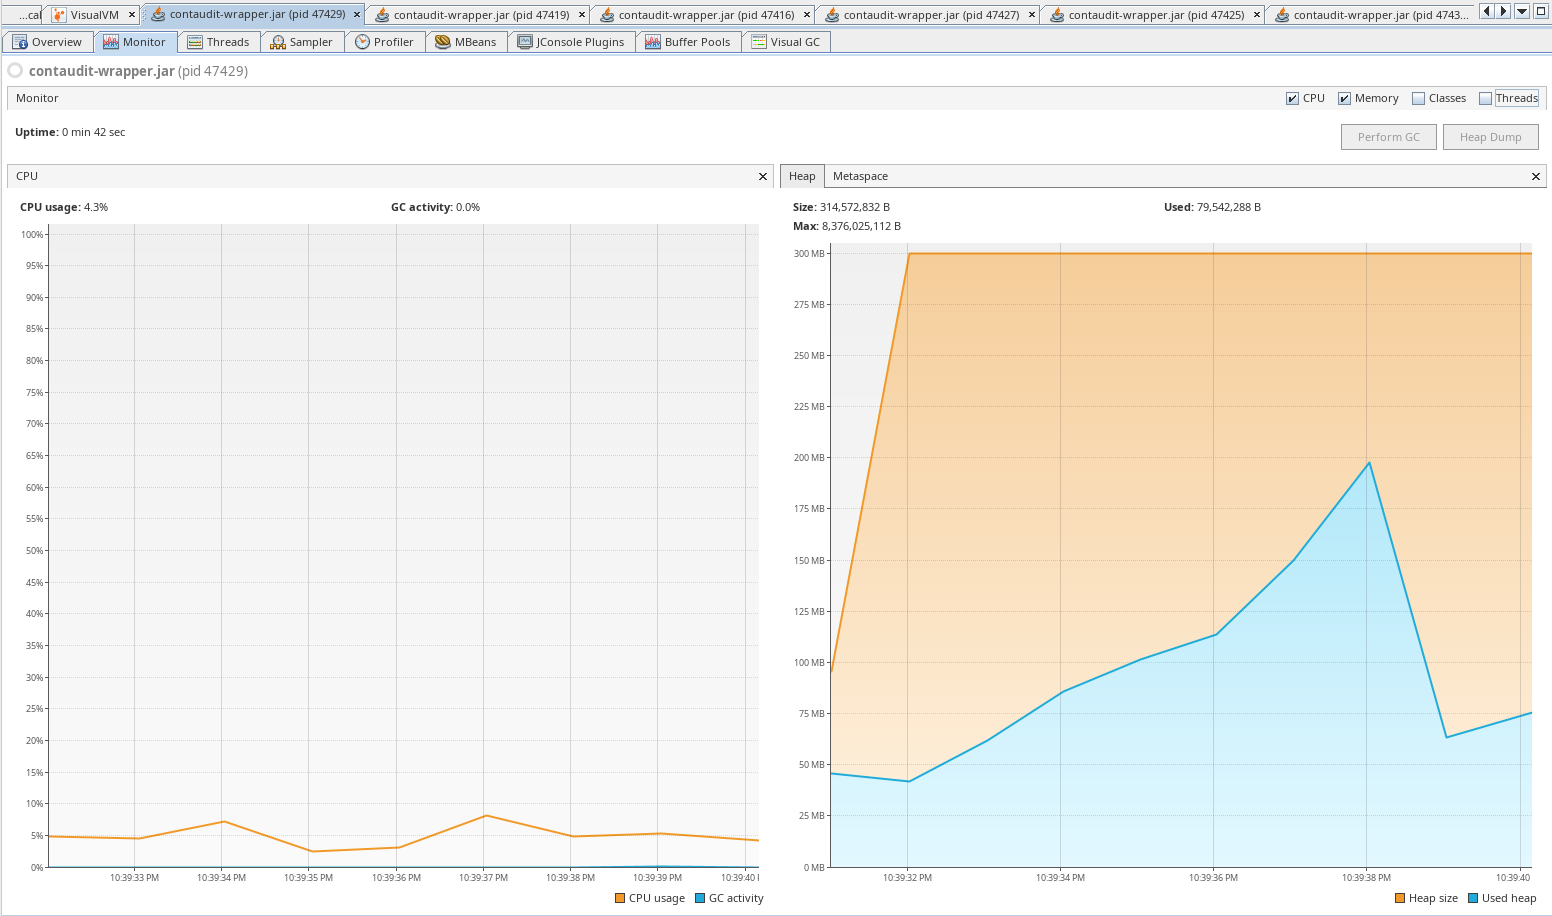 ...cal VisualVM × contaudit-wrapper.jar (pid 47429) × contaudit-wrapper.jar (pid 47419) × contaudit-wrapper.jar (pid 47416) × contaudit-wrapper.jar (pid 47427) × contaudit-wrapper.jar (pid 47425) × contaudit-wrapper.jar (pid 4743...
Overview Monitor Threads Sampler Profiler MBeans JConsole Plugins Buffer Pools Visual GC
contaudit-wrapper.jar (pid 47429)
Monitor CPU Memory Classes Threads
Uptime: 0 min 42 sec
Perform GC Heap Dump
CPU ×
CPU usage: 4.3% GC activity: 0.0%
100%
95%
90%
85%
80%
75%
70%
65%
60%
55%
50%
45%
40%
35%
30%
25%
20%
15%
10%
5%
0%
10:39:33 PM 10:39:34 PM 10:39:35 PM 10:39:36 PM 10:39:37 PM 10:39:38 PM 10:39:39 PM 10:39:40
CPU usage GC activity
Heap Metaspace ×
Size: 314,572,832 B Used: 79,542,288 B
Max: 8,376,025,112 B
300 MB
275 MB
250 MB
225 MB
200 MB
175 MB
150 MB
125 MB
100 MB
75 MB
50 MB
25 MB
0 MB
10:39:32 PM 10:39:34 PM 10:39:36 PM 10:39:38 PM 10:39:40
Heap size Used heap